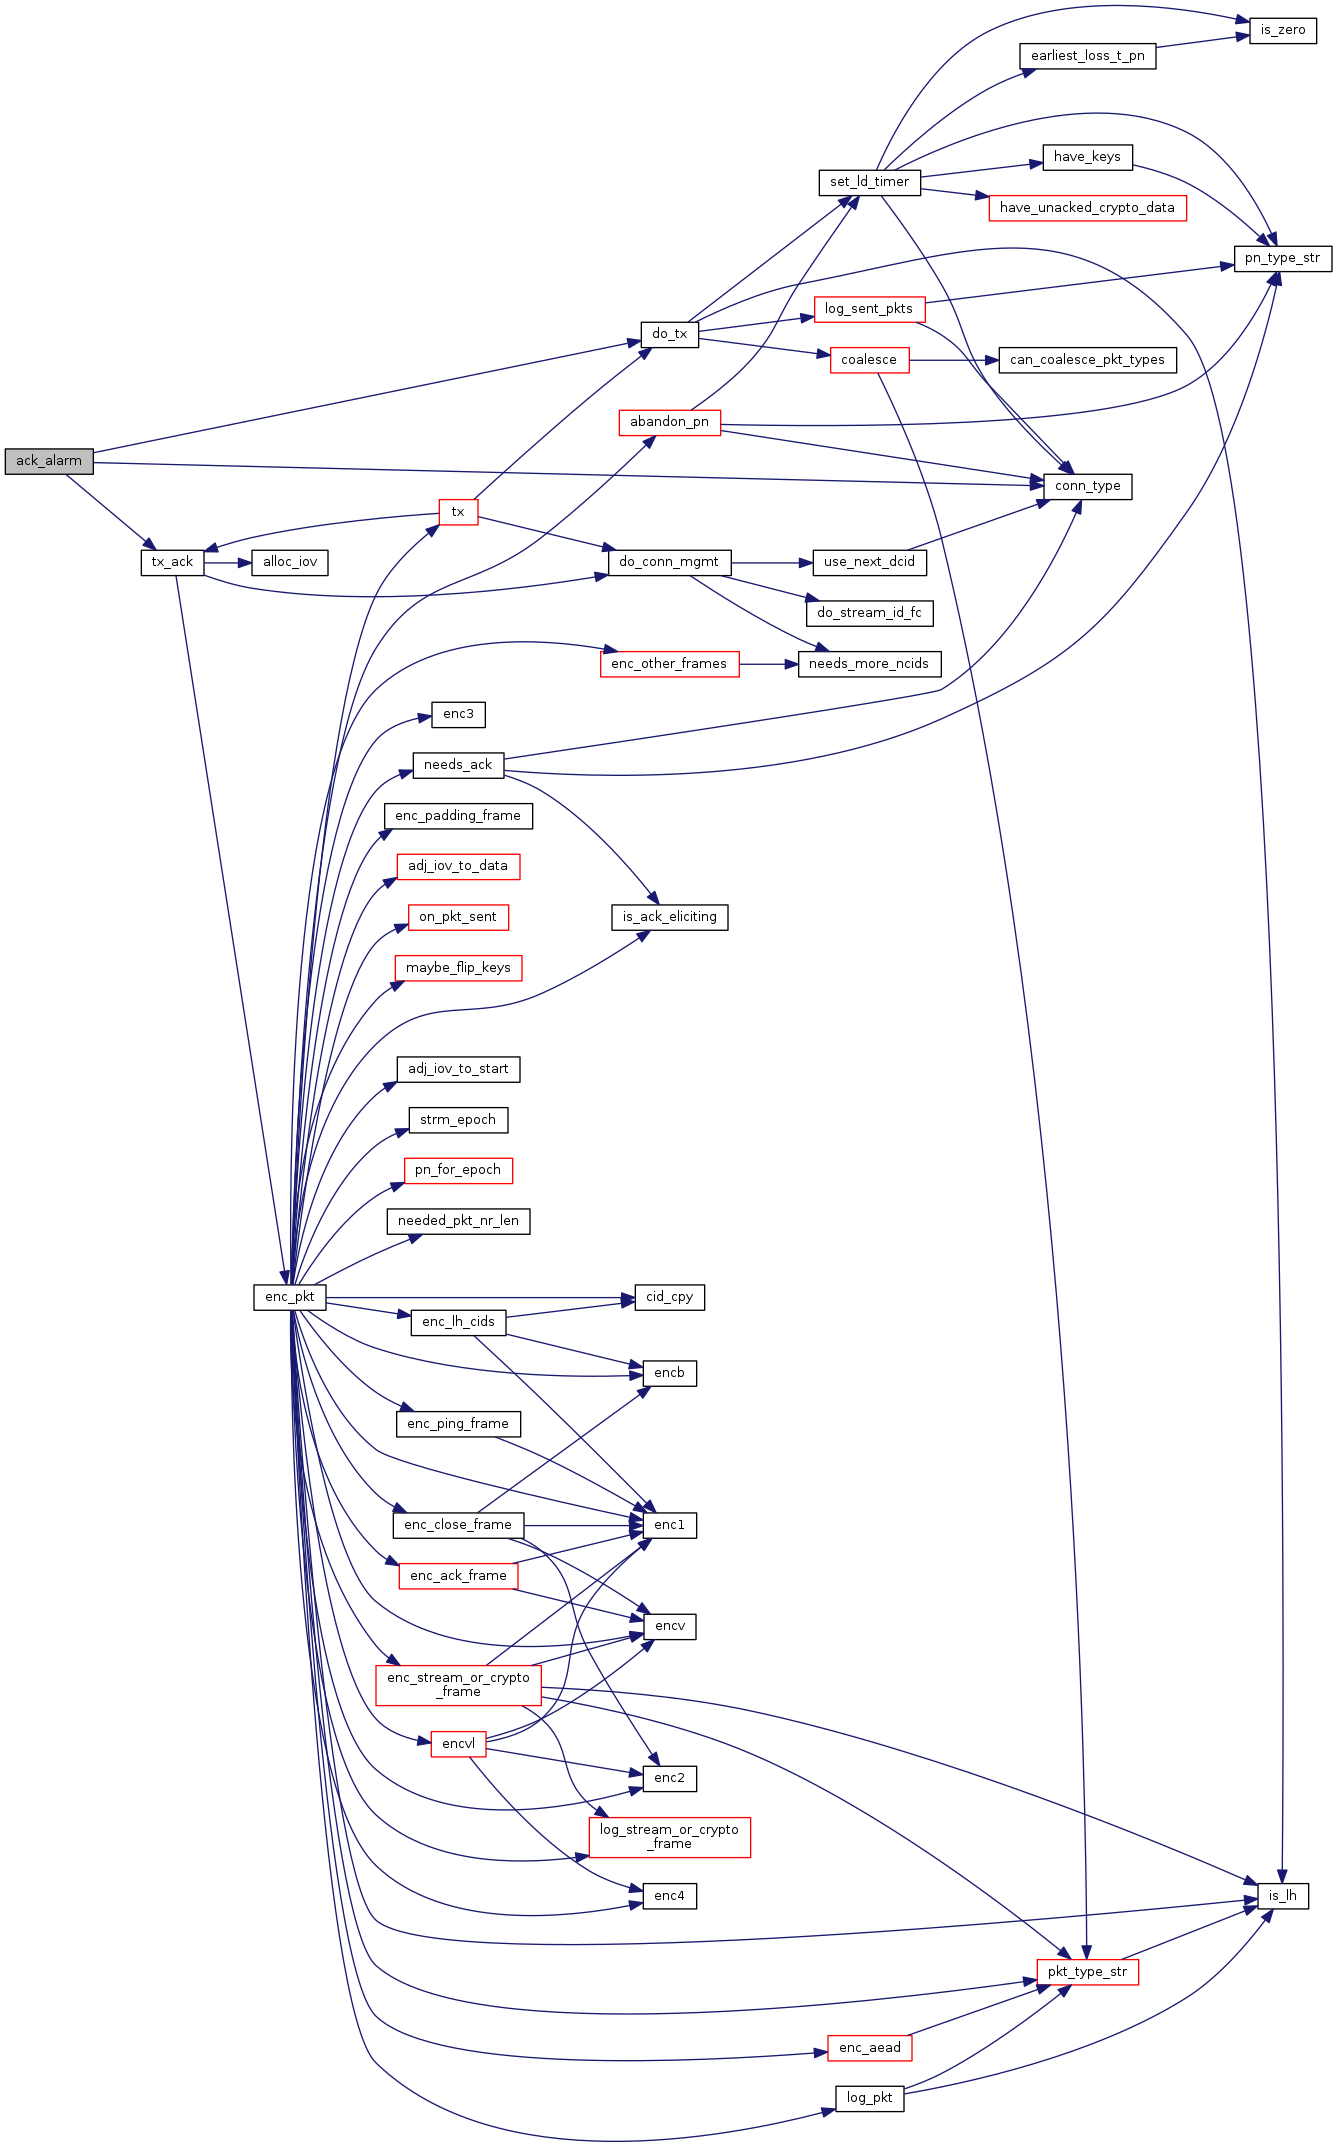 is_zero
earliest_loss_t_pn
have_keys
set_ld_timer
have_unacked_crypto_data
pn_type_str
log_sent_pkts
do_tx
coalesce
can_coalesce_pkt_types
abandon_pn
ack_alarm
conn_type
tx
tx_ack
alloc_iov
do_conn_mgmt
use_next_dcid
do_stream_id_fc
enc_other_frames
needs_more_ncids
enc3
needs_ack
enc_padding_frame
adj_iov_to_data
on_pkt_sent
is_ack_eliciting
maybe_flip_keys
adj_iov_to_start
strm_epoch
pn_for_epoch
needed_pkt_nr_len
enc_pkt
cid_cpy
enc_lh_cids
encb
enc_ping_frame
enc_close_frame
enc1
enc_ack_frame
encv
enc_stream_or_crypto
_frame
encvl
enc2
log_stream_or_crypto
_frame
enc4
is_lh
pkt_type_str
enc_aead
log_pkt